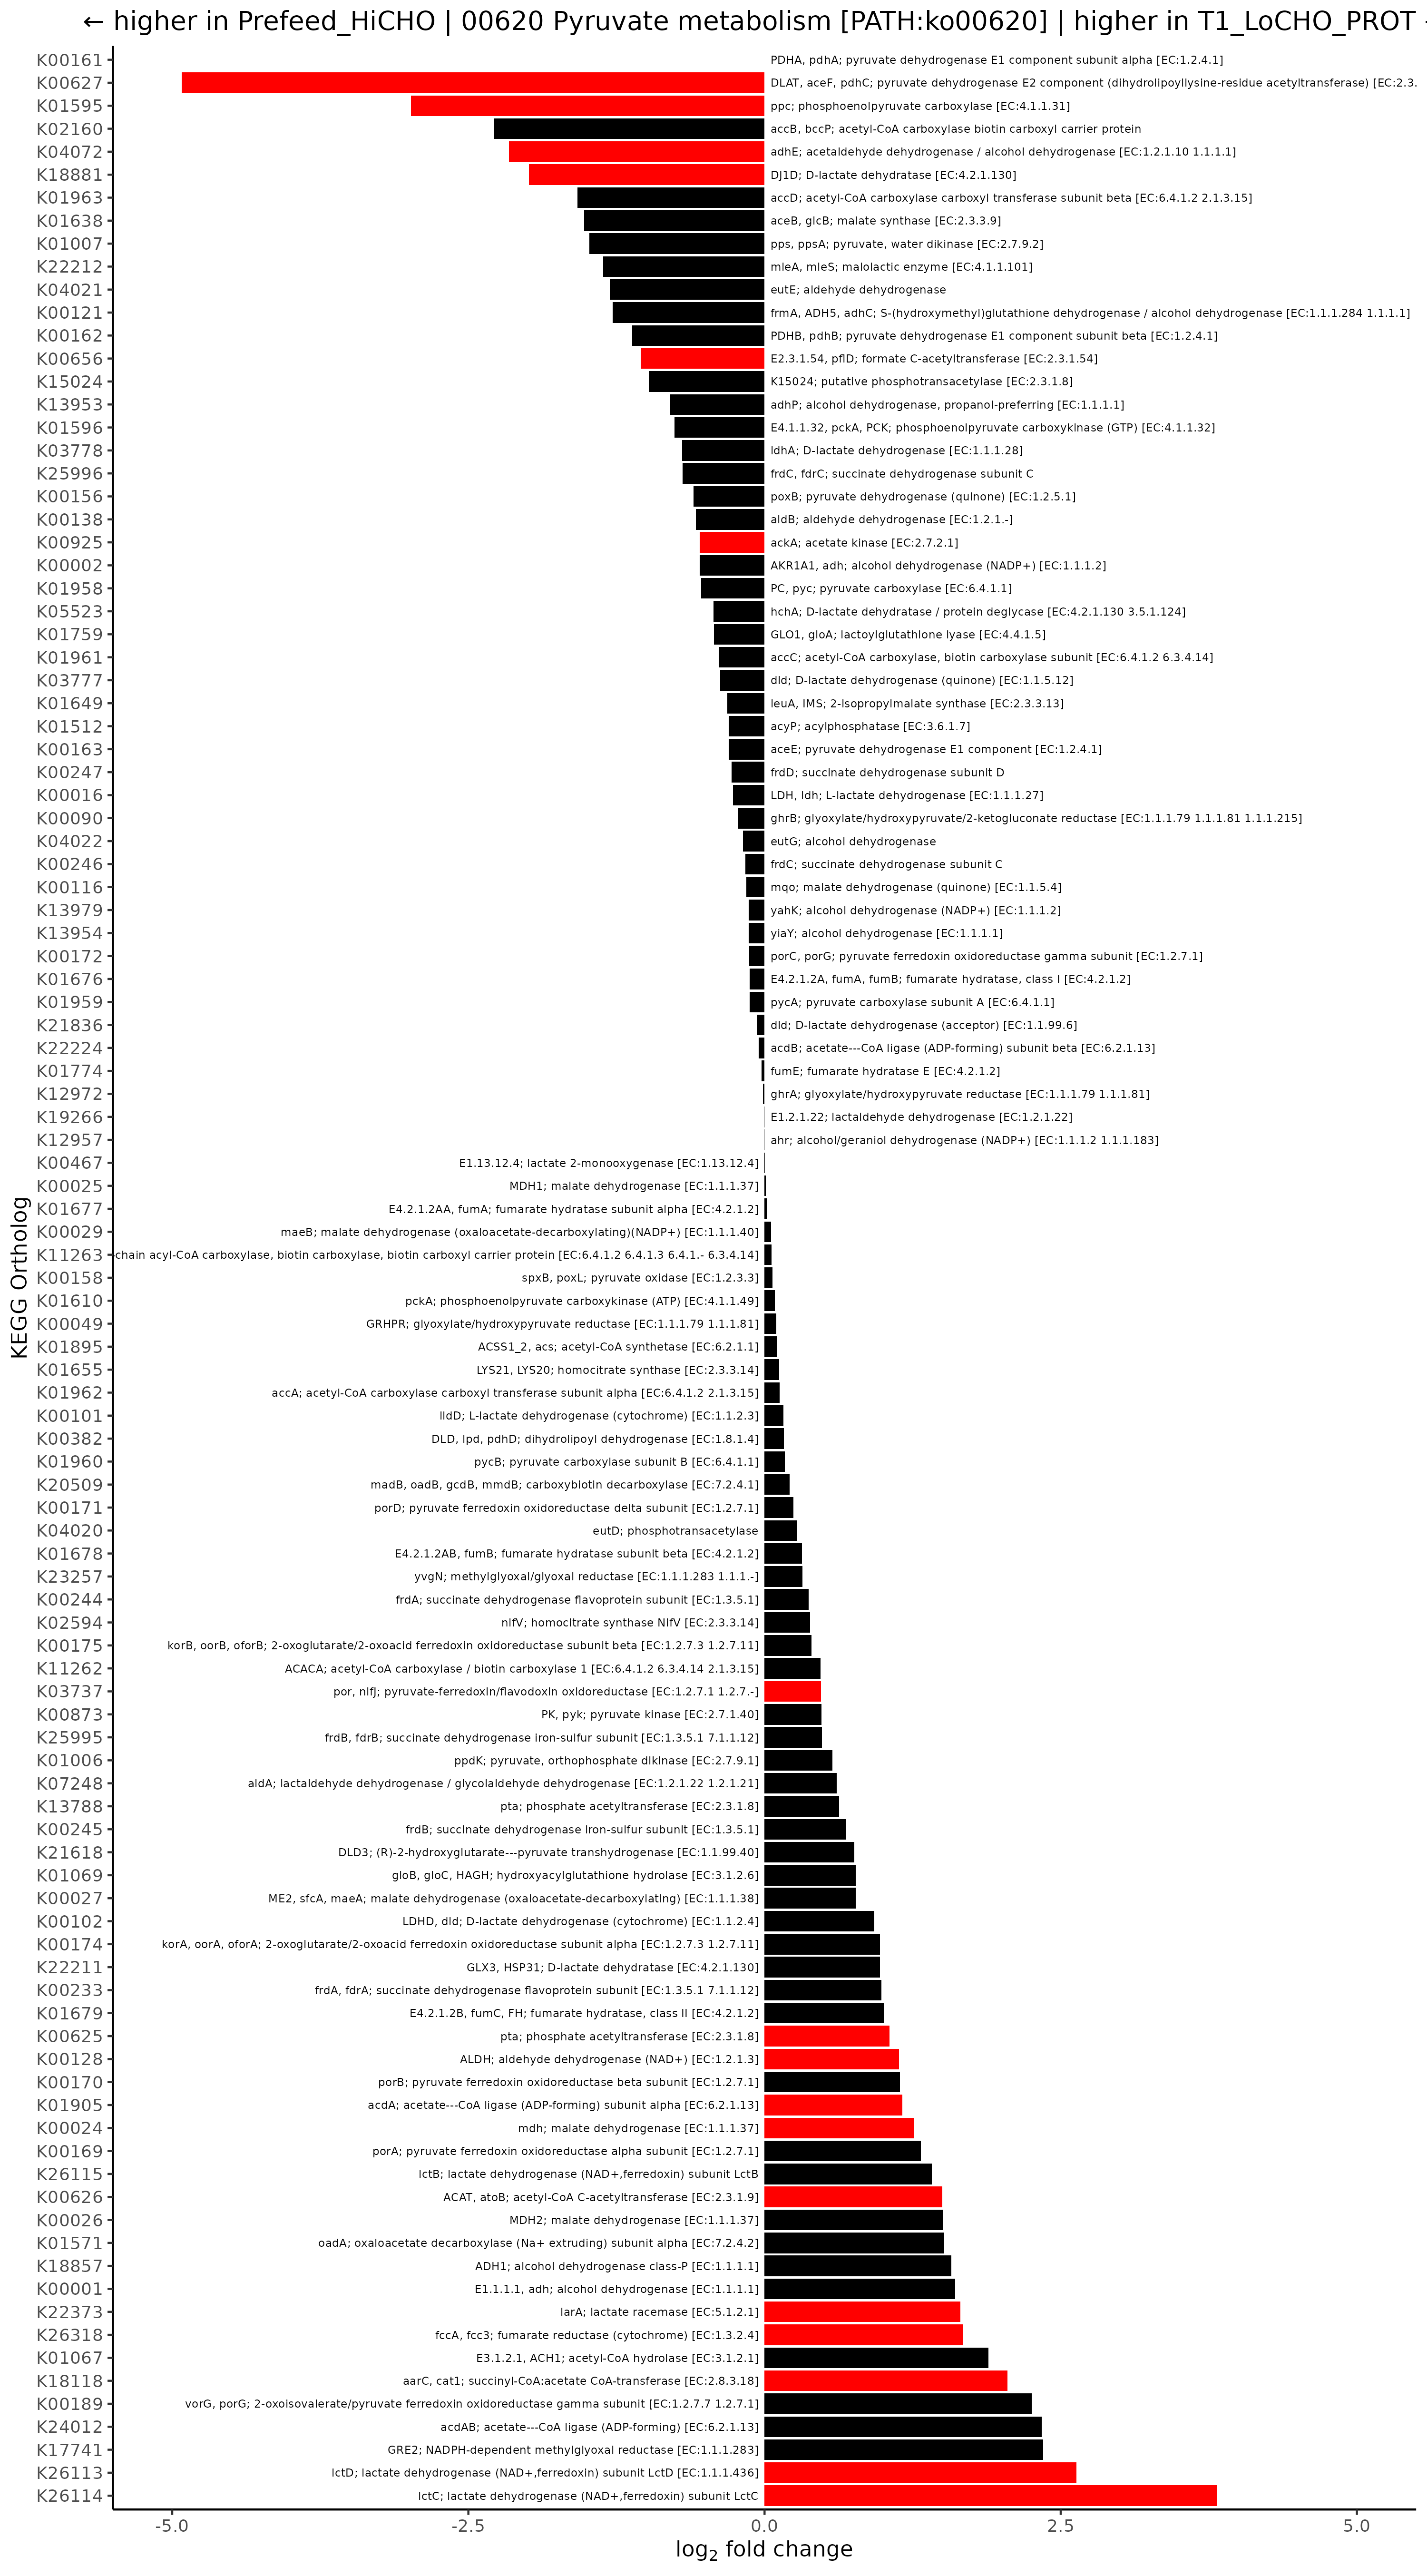 ← higher in Prefeed_HiCHO | 00620 Pyruvate metabolism [PATH:ko00620] | higher in T1_LoCHO_PROT
K00161 PDHA, pdhA; pyruvate dehydrogenase E1 component subunit alpha [EC:1.2.4.1]
K00627 DLAT, aceF, pdhC; pyruvate dehydrogenase E2 component (dihydrolipoyllysine-residue acetyltransferase) [EC:2.3.
K01595 ppc; phosphoenolpyruvate carboxylase [EC:4.1.1.31]
K02160 accB, bccP; acetyl-CoA carboxylase biotin carboxyl carrier protein
K04072 adhE; acetaldehyde dehydrogenase / alcohol dehydrogenase [EC:1.2.1.10 1.1.1.1]
K18881 DJ1D; D-lactate dehydratase [EC:4.2.1.130]
K01963 accD; acetyl-CoA carboxylase carboxyl transferase subunit beta [EC:6.4.1.2 2.1.3.15]
K01638 aceB, glcB; malate synthase [EC:2.3.3.9]
K01007 pps, ppsA; pyruvate, water dikinase [EC:2.7.9.2]
K22212 mleA, mleS; malolactic enzyme [EC:4.1.1.101]
K04021 eutE; aldehyde dehydrogenase
K00121 frmA, ADH5, adhC; S-(hydroxymethyl)glutathione dehydrogenase / alcohol dehydrogenase [EC:1.1.1.284 1.1.1.1]
K00162 PDHB, pdhB; pyruvate dehydrogenase E1 component subunit beta [EC:1.2.4.1]
K00656 E2.3.1.54, pflD; formate C-acetyltransferase [EC:2.3.1.54]
K15024 K15024; putative phosphotransacetylase [EC:2.3.1.8]
K13953 adhP; alcohol dehydrogenase, propanol-preferring [EC:1.1.1.1]
K01596 E4.1.1.32, pckA, PCK; phosphoenolpyruvate carboxykinase (GTP) [EC:4.1.1.32]
K03778 ldhA; D-lactate dehydrogenase [EC:1.1.1.28]
K25996 frdC, fdrC; succinate dehydrogenase subunit C
K00156 poxB; pyruvate dehydrogenase (quinone) [EC:1.2.5.1]
K00138 aldB; aldehyde dehydrogenase [EC:1.2.1.-]
K00925 ackA; acetate kinase [EC:2.7.2.1]
K00002 AKR1A1, adh; alcohol dehydrogenase (NADP+) [EC:1.1.1.2]
K01958 PC, pyc; pyruvate carboxylase [EC:6.4.1.1]
K05523 hchA; D-lactate dehydratase / protein deglycase [EC:4.2.1.130 3.5.1.124]
K01759 GLO1, gloA; lactoylglutathione lyase [EC:4.4.1.5]
K01961 accC; acetyl-CoA carboxylase, biotin carboxylase subunit [EC:6.4.1.2 6.3.4.14]
K03777 dld; D-lactate dehydrogenase (quinone) [EC:1.1.5.12]
K01649 leuA, IMS; 2-isopropylmalate synthase [EC:2.3.3.13]
K01512 acyP; acylphosphatase [EC:3.6.1.7]
K00163 aceE; pyruvate dehydrogenase E1 component [EC:1.2.4.1]
K00247 frdD; succinate dehydrogenase subunit D
K00016 LDH, ldh; L-lactate dehydrogenase [EC:1.1.1.27]
K00090 ghrB; glyoxylate/hydroxypyruvate/2-ketogluconate reductase [EC:1.1.1.79 1.1.1.81 1.1.1.215]
K04022 eutG; alcohol dehydrogenase
K00246 frdC; succinate dehydrogenase subunit C
K00116 mqo; malate dehydrogenase (quinone) [EC:1.1.5.4]
K13979 yahK; alcohol dehydrogenase (NADP+) [EC:1.1.1.2]
K13954 yiaY; alcohol dehydrogenase [EC:1.1.1.1]
K00172 porC, porG; pyruvate ferredoxin oxidoreductase gamma subunit [EC:1.2.7.1]
K01676 E4.2.1.2A, fumA, fumB; fumarate hydratase, class I [EC:4.2.1.2]
K01959 pycA; pyruvate carboxylase subunit A [EC:6.4.1.1]
K21836 dld; D-lactate dehydrogenase (acceptor) [EC:1.1.99.6]
K22224 acdB; acetate---CoA ligase (ADP-forming) subunit beta [EC:6.2.1.13]
K01774 fumE; fumarate hydratase E [EC:4.2.1.2]
K12972 ghrA; glyoxylate/hydroxypyruvate reductase [EC:1.1.1.79 1.1.1.81]
K19266 E1.2.1.22; lactaldehyde dehydrogenase [EC:1.2.1.22]
K12957 ahr; alcohol/geraniol dehydrogenase (NADP+) [EC:1.1.1.2 1.1.1.183]
K00467 E1.13.12.4; lactate 2-monooxygenase [EC:1.13.12.4]
K00025 MDH1; malate dehydrogenase [EC:1.1.1.37]
K01677 E4.2.1.2AA, fumA; fumarate hydratase subunit alpha [EC:4.2.1.2]
K00029 maeB; malate dehydrogenase (oxaloacetate-decarboxylating)(NADP+) [EC:1.1.1.40]
K11263 -chain acyl-CoA carboxylase, biotin carboxylase, biotin carboxyl carrier protein [EC:6.4.1.2 6.4.1.3 6.4.1.- 6.3.4.14]
K00158 spxB, poxL; pyruvate oxidase [EC:1.2.3.3]
K01610 pckA; phosphoenolpyruvate carboxykinase (ATP) [EC:4.1.1.49]
K00049 GRHPR; glyoxylate/hydroxypyruvate reductase [EC:1.1.1.79 1.1.1.81]
K01895 ACSS1_2, acs; acetyl-CoA synthetase [EC:6.2.1.1]
K01655 LYS21, LYS20; homocitrate synthase [EC:2.3.3.14]
K01962 accA; acetyl-CoA carboxylase carboxyl transferase subunit alpha [EC:6.4.1.2 2.1.3.15]
K00101 lldD; L-lactate dehydrogenase (cytochrome) [EC:1.1.2.3]
K00382 DLD, lpd, pdhD; dihydrolipoyl dehydrogenase [EC:1.8.1.4]
K01960 pycB; pyruvate carboxylase subunit B [EC:6.4.1.1]
K20509 madB, oadB, gcdB, mmdB; carboxybiotin decarboxylase [EC:7.2.4.1]
K00171 porD; pyruvate ferredoxin oxidoreductase delta subunit [EC:1.2.7.1]
K04020 eutD; phosphotransacetylase
K01678 E4.2.1.2AB, fumB; fumarate hydratase subunit beta [EC:4.2.1.2]
K23257 yvgN; methylglyoxal/glyoxal reductase [EC:1.1.1.283 1.1.1.-]
K00244 frdA; succinate dehydrogenase flavoprotein subunit [EC:1.3.5.1]
K02594 nifV; homocitrate synthase NifV [EC:2.3.3.14]
K00175 korB, oorB, oforB; 2-oxoglutarate/2-oxoacid ferredoxin oxidoreductase subunit beta [EC:1.2.7.3 1.2.7.11]
K11262 ACACA; acetyl-CoA carboxylase / biotin carboxylase 1 [EC:6.4.1.2 6.3.4.14 2.1.3.15]
K03737 por, nifJ; pyruvate-ferredoxin/flavodoxin oxidoreductase [EC:1.2.7.1 1.2.7.-]
K00873 PK, pyk; pyruvate kinase [EC:2.7.1.40]
K25995 frdB, fdrB; succinate dehydrogenase iron-sulfur subunit [EC:1.3.5.1 7.1.1.12]
K01006 ppdK; pyruvate, orthophosphate dikinase [EC:2.7.9.1]
K07248 aldA; lactaldehyde dehydrogenase / glycolaldehyde dehydrogenase [EC:1.2.1.22 1.2.1.21]
K13788 pta; phosphate acetyltransferase [EC:2.3.1.8]
K00245 frdB; succinate dehydrogenase iron-sulfur subunit [EC:1.3.5.1]
K21618 DLD3; (R)-2-hydroxyglutarate---pyruvate transhydrogenase [EC:1.1.99.40]
K01069 gloB, gloC, HAGH; hydroxyacylglutathione hydrolase [EC:3.1.2.6]
K00027 ME2, sfcA, maeA; malate dehydrogenase (oxaloacetate-decarboxylating) [EC:1.1.1.38]
K00102 LDHD, dld; D-lactate dehydrogenase (cytochrome) [EC:1.1.2.4]
K00174 korA, oorA, oforA; 2-oxoglutarate/2-oxoacid ferredoxin oxidoreductase subunit alpha [EC:1.2.7.3 1.2.7.11]
K22211 GLX3, HSP31; D-lactate dehydratase [EC:4.2.1.130]
K00233 frdA, fdrA; succinate dehydrogenase flavoprotein subunit [EC:1.3.5.1 7.1.1.12]
K01679 E4.2.1.2B, fumC, FH; fumarate hydratase, class II [EC:4.2.1.2]
K00625 pta; phosphate acetyltransferase [EC:2.3.1.8]
K00128 ALDH; aldehyde dehydrogenase (NAD+) [EC:1.2.1.3]
K00170 porB; pyruvate ferredoxin oxidoreductase beta subunit [EC:1.2.7.1]
K01905 acdA; acetate---CoA ligase (ADP-forming) subunit alpha [EC:6.2.1.13]
K00024 mdh; malate dehydrogenase [EC:1.1.1.37]
K00169 porA; pyruvate ferredoxin oxidoreductase alpha subunit [EC:1.2.7.1]
K26115 lctB; lactate dehydrogenase (NAD+,ferredoxin) subunit LctB
K00626 ACAT, atoB; acetyl-CoA C-acetyltransferase [EC:2.3.1.9]
K00026 MDH2; malate dehydrogenase [EC:1.1.1.37]
K01571 oadA; oxaloacetate decarboxylase (Na+ extruding) subunit alpha [EC:7.2.4.2]
K18857 ADH1; alcohol dehydrogenase class-P [EC:1.1.1.1]
K00001 E1.1.1.1, adh; alcohol dehydrogenase [EC:1.1.1.1]
K22373 larA; lactate racemase [EC:5.1.2.1]
K26318 fccA, fcc3; fumarate reductase (cytochrome) [EC:1.3.2.4]
K01067 E3.1.2.1, ACH1; acetyl-CoA hydrolase [EC:3.1.2.1]
K18118 aarC, cat1; succinyl-CoA:acetate CoA-transferase [EC:2.8.3.18]
K00189 vorG, porG; 2-oxoisovalerate/pyruvate ferredoxin oxidoreductase gamma subunit [EC:1.2.7.7 1.2.7.1]
K24012 acdAB; acetate---CoA ligase (ADP-forming) [EC:6.2.1.13]
K17741 GRE2; NADPH-dependent methylglyoxal reductase [EC:1.1.1.283]
K26113 lctD; lactate dehydrogenase (NAD+,ferredoxin) subunit LctD [EC:1.1.1.436]
K26114 lctC; lactate dehydrogenase (NAD+,ferredoxin) subunit LctC
KEGG Ortholog
-5.0 -2.5 0.0 2.5 5.0
log2 fold change